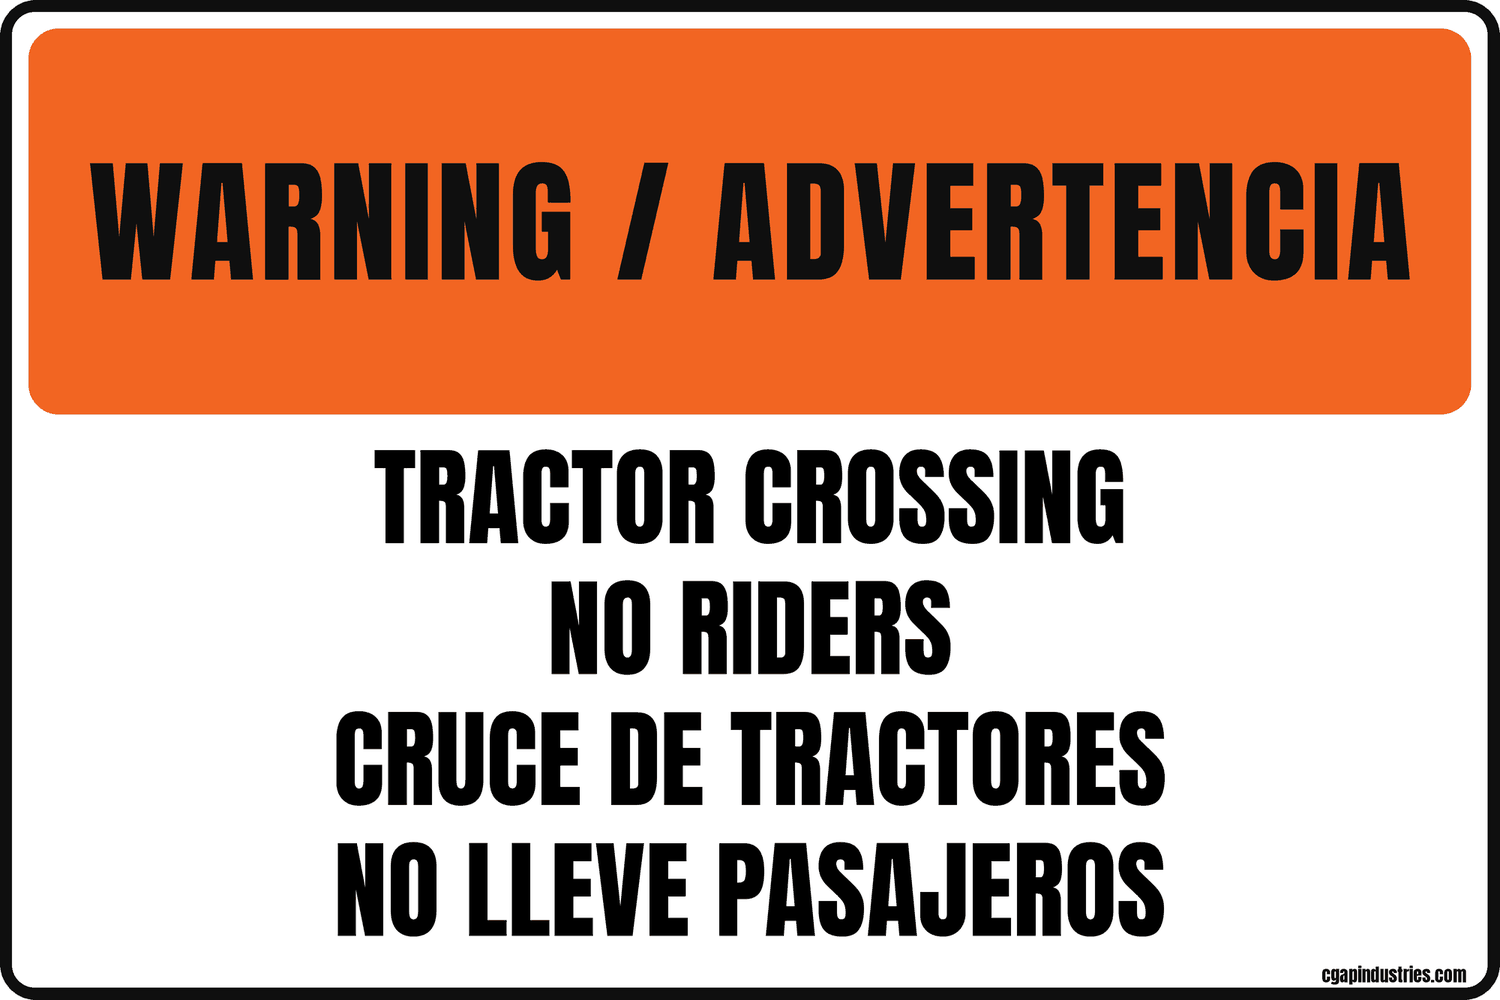 WARNING / ADVERTENCIA
TRACTOR CROSSING
NO RIDERS
CRUCE DE TRACTORES
NO LLEVE PASAJEROS
cgapindustries.com